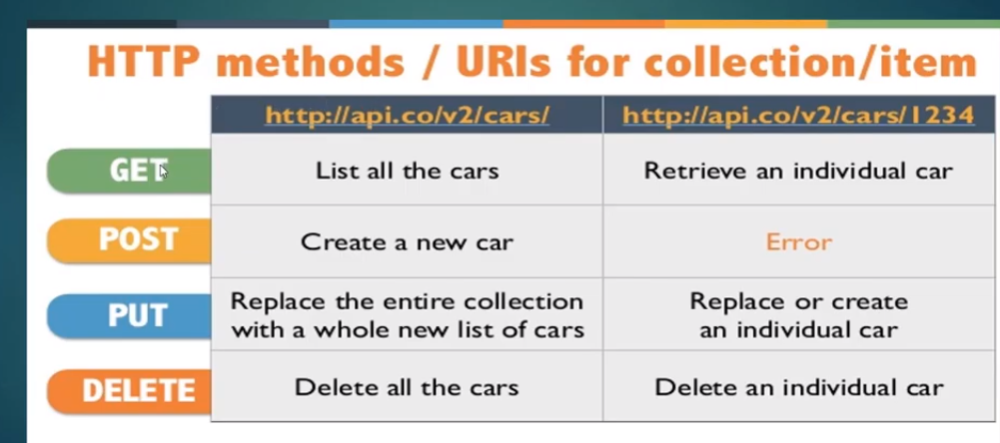 HTTP methods / URIs for collection/item
http://api.co/v2/cars/ http://api.co/v2/cars/1234
GET List all the cars Retrieve an individual car
POST Create a new car Error
PUT Replace the entire collection
with a whole new list of cars Replace or create
an individual car
DELETE Delete all the cars Delete an individual car